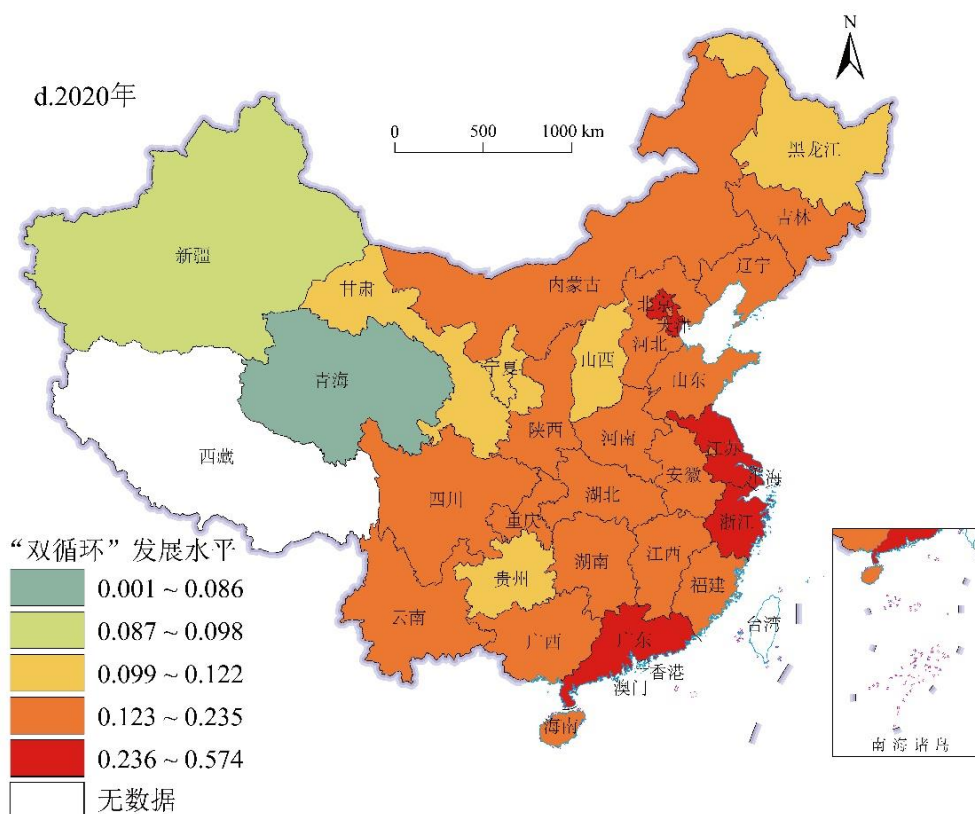 N
d.2020年
0 500 1000 km
黑龙江
吉林
新疆
辽宁
甘肃
内蒙古
北京
天津
河北
宁夏
山西
青海
山东
陕西
河南
西藏
江苏
安徽
上海
四川
湖北
重庆
浙江
“双循环”发展水平
0.001~0.086
0.087~0.098
0.099~0.122
0.123~0.235
0.236~0.574
无数据
贵州
湖南
江西
福建
云南
广西
广东
台湾
香港
澳门
海南
南海诸岛